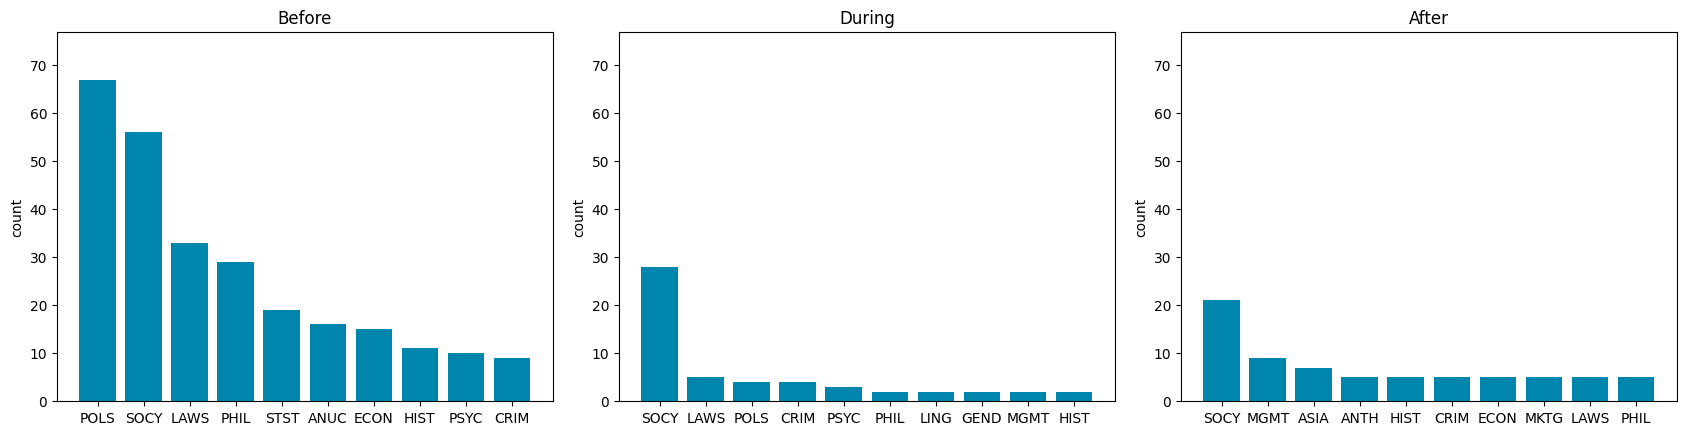 Before
count
70
60
50
40
30
20
10
0
POLS SOCY LAWS PHIL STST ANUC ECON HIST PSYC CRIM
During
count
70
60
50
40
30
20
10
0
SOCY LAWS POLS CRIM PSYC PHIL LING GEND MGMT HIST
After
count
70
60
50
40
30
20
10
0
SOCY MGMT ASIA ANTH HIST CRIM ECON MKTG LAWS PHIL